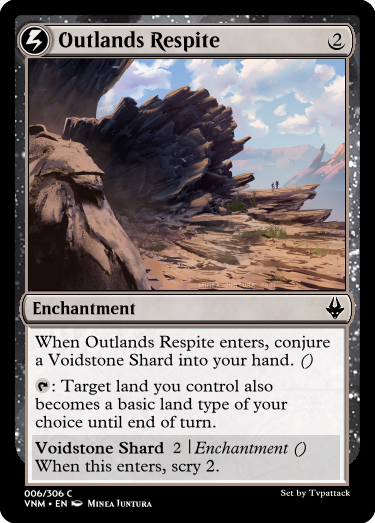 Outlands Respite 2
Enchantment
When Outlands Respite enters, conjure
a Voidstone Shard into your hand. ()
: Target land you control also
becomes a basic land type of your
choice until end of turn.
Voidstone Shard 2 | Enchantment ()
When this enters, scry 2.
006/306 C
VNM • EN Minea Juntura
Set by Tvpattack